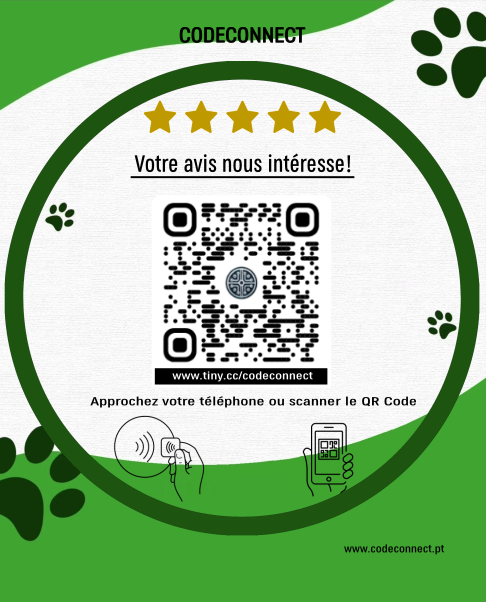 CODECONNECT
Votre avis nous intéresse!
www.tiny.cc/codeconnect
Approchez votre téléphone ou scanner le QR Code
www.codeconnect.pt